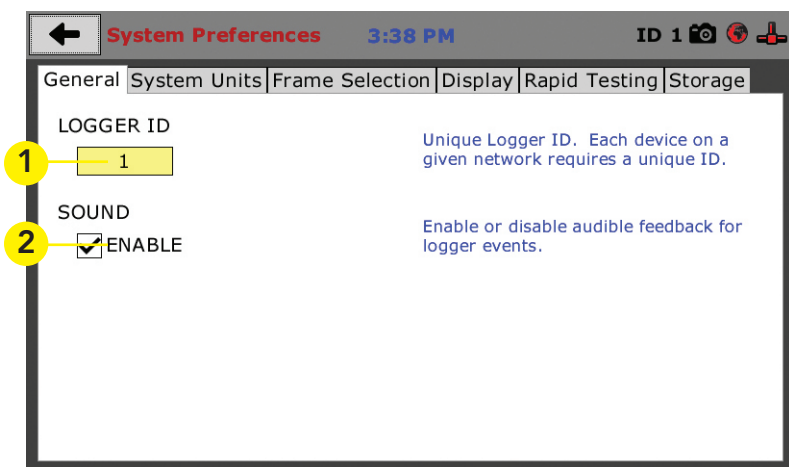 System Preferences 3:38 PM ID 1
General System Units Frame Selection Display Rapid Testing Storage
LOGGER ID
1 1
Unique Logger ID. Each device on a
given network requires a unique ID.
SOUND
2 ENABLE
Enable or disable audible feedback for
logger events.